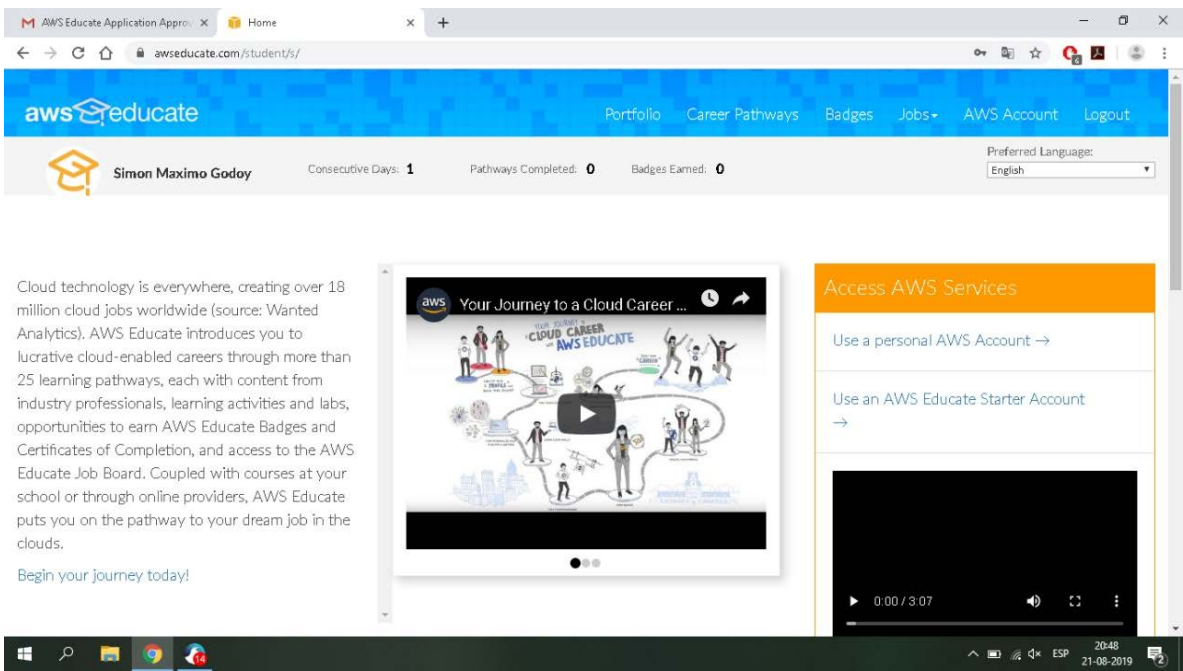 AWS Educate Application Approv
Home
awseducate.com/student/s/
6
aws educate
Portfolio Career Pathways Badges Jobs AWS Account Logout
Simon Maximo Godoy
Consecutive Days: 1
Pathways Completed: 0
Badges Earned: 0
Preferred Language:
English
Cloud technology is everywhere, creating over 18
million cloud jobs worldwide (source: Wanted
Analytics). AWS Educate introduces you to
lucrative cloud-enabled careers through more than
25 learning pathways, each with content from
industry professionals, learning activities and labs,
opportunities to earn AWS Educate Badges and
Certificates of Completion, and access to the AWS
Educate Job Board. Coupled with courses at your
school or through online providers, AWS Educate
puts you on the pathway to your dream job in the
clouds.
Begin your journey today!
aws
Your Journey to a Cloud Career ...
YOUR JOURNEY to a
CLOUD CAREER
with AWS EDUCATE
Access AWS Services
Use a personal AWS Account →
Use an AWS Educate Starter Account
→
0:00 / 3:07
14
ESP
20:48
21-08-2019
2